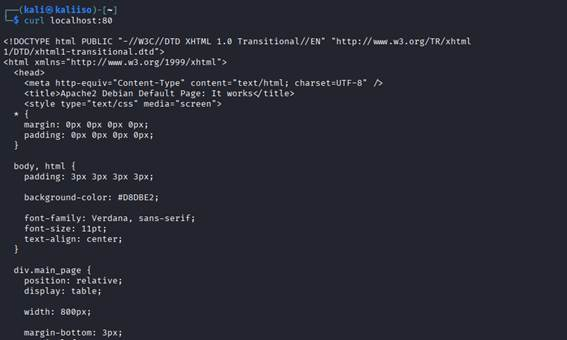 ┌──(kali㉿kaliiso)-[~]
└─$ curl localhost:80
<!DOCTYPE html PUBLIC "-//W3C//DTD XHTML 1.0 Transitional//EN" "http://www.w3.org/TR/xhtml
1/DTD/xhtml1-transitional.dtd">
<html xmlns="http://www.w3.org/1999/xhtml">
  <head>
    <meta http-equiv="Content-Type" content="text/html; charset=UTF-8" />
    <title>Apache2 Debian Default Page: It works</title>
    <style type="text/css" media="screen">
  * {
    margin: 0px 0px 0px 0px;
    padding: 0px 0px 0px 0px;
  }
  body, html {
    padding: 3px 3px 3px 3px;
    background-color: #D8DBE2;
    font-family: Verdana, sans-serif;
    font-size: 11pt;
    text-align: center;
  }
  div.main_page {
    position: relative;
    display: table;
    width: 800px;
    margin-bottom: 3px;